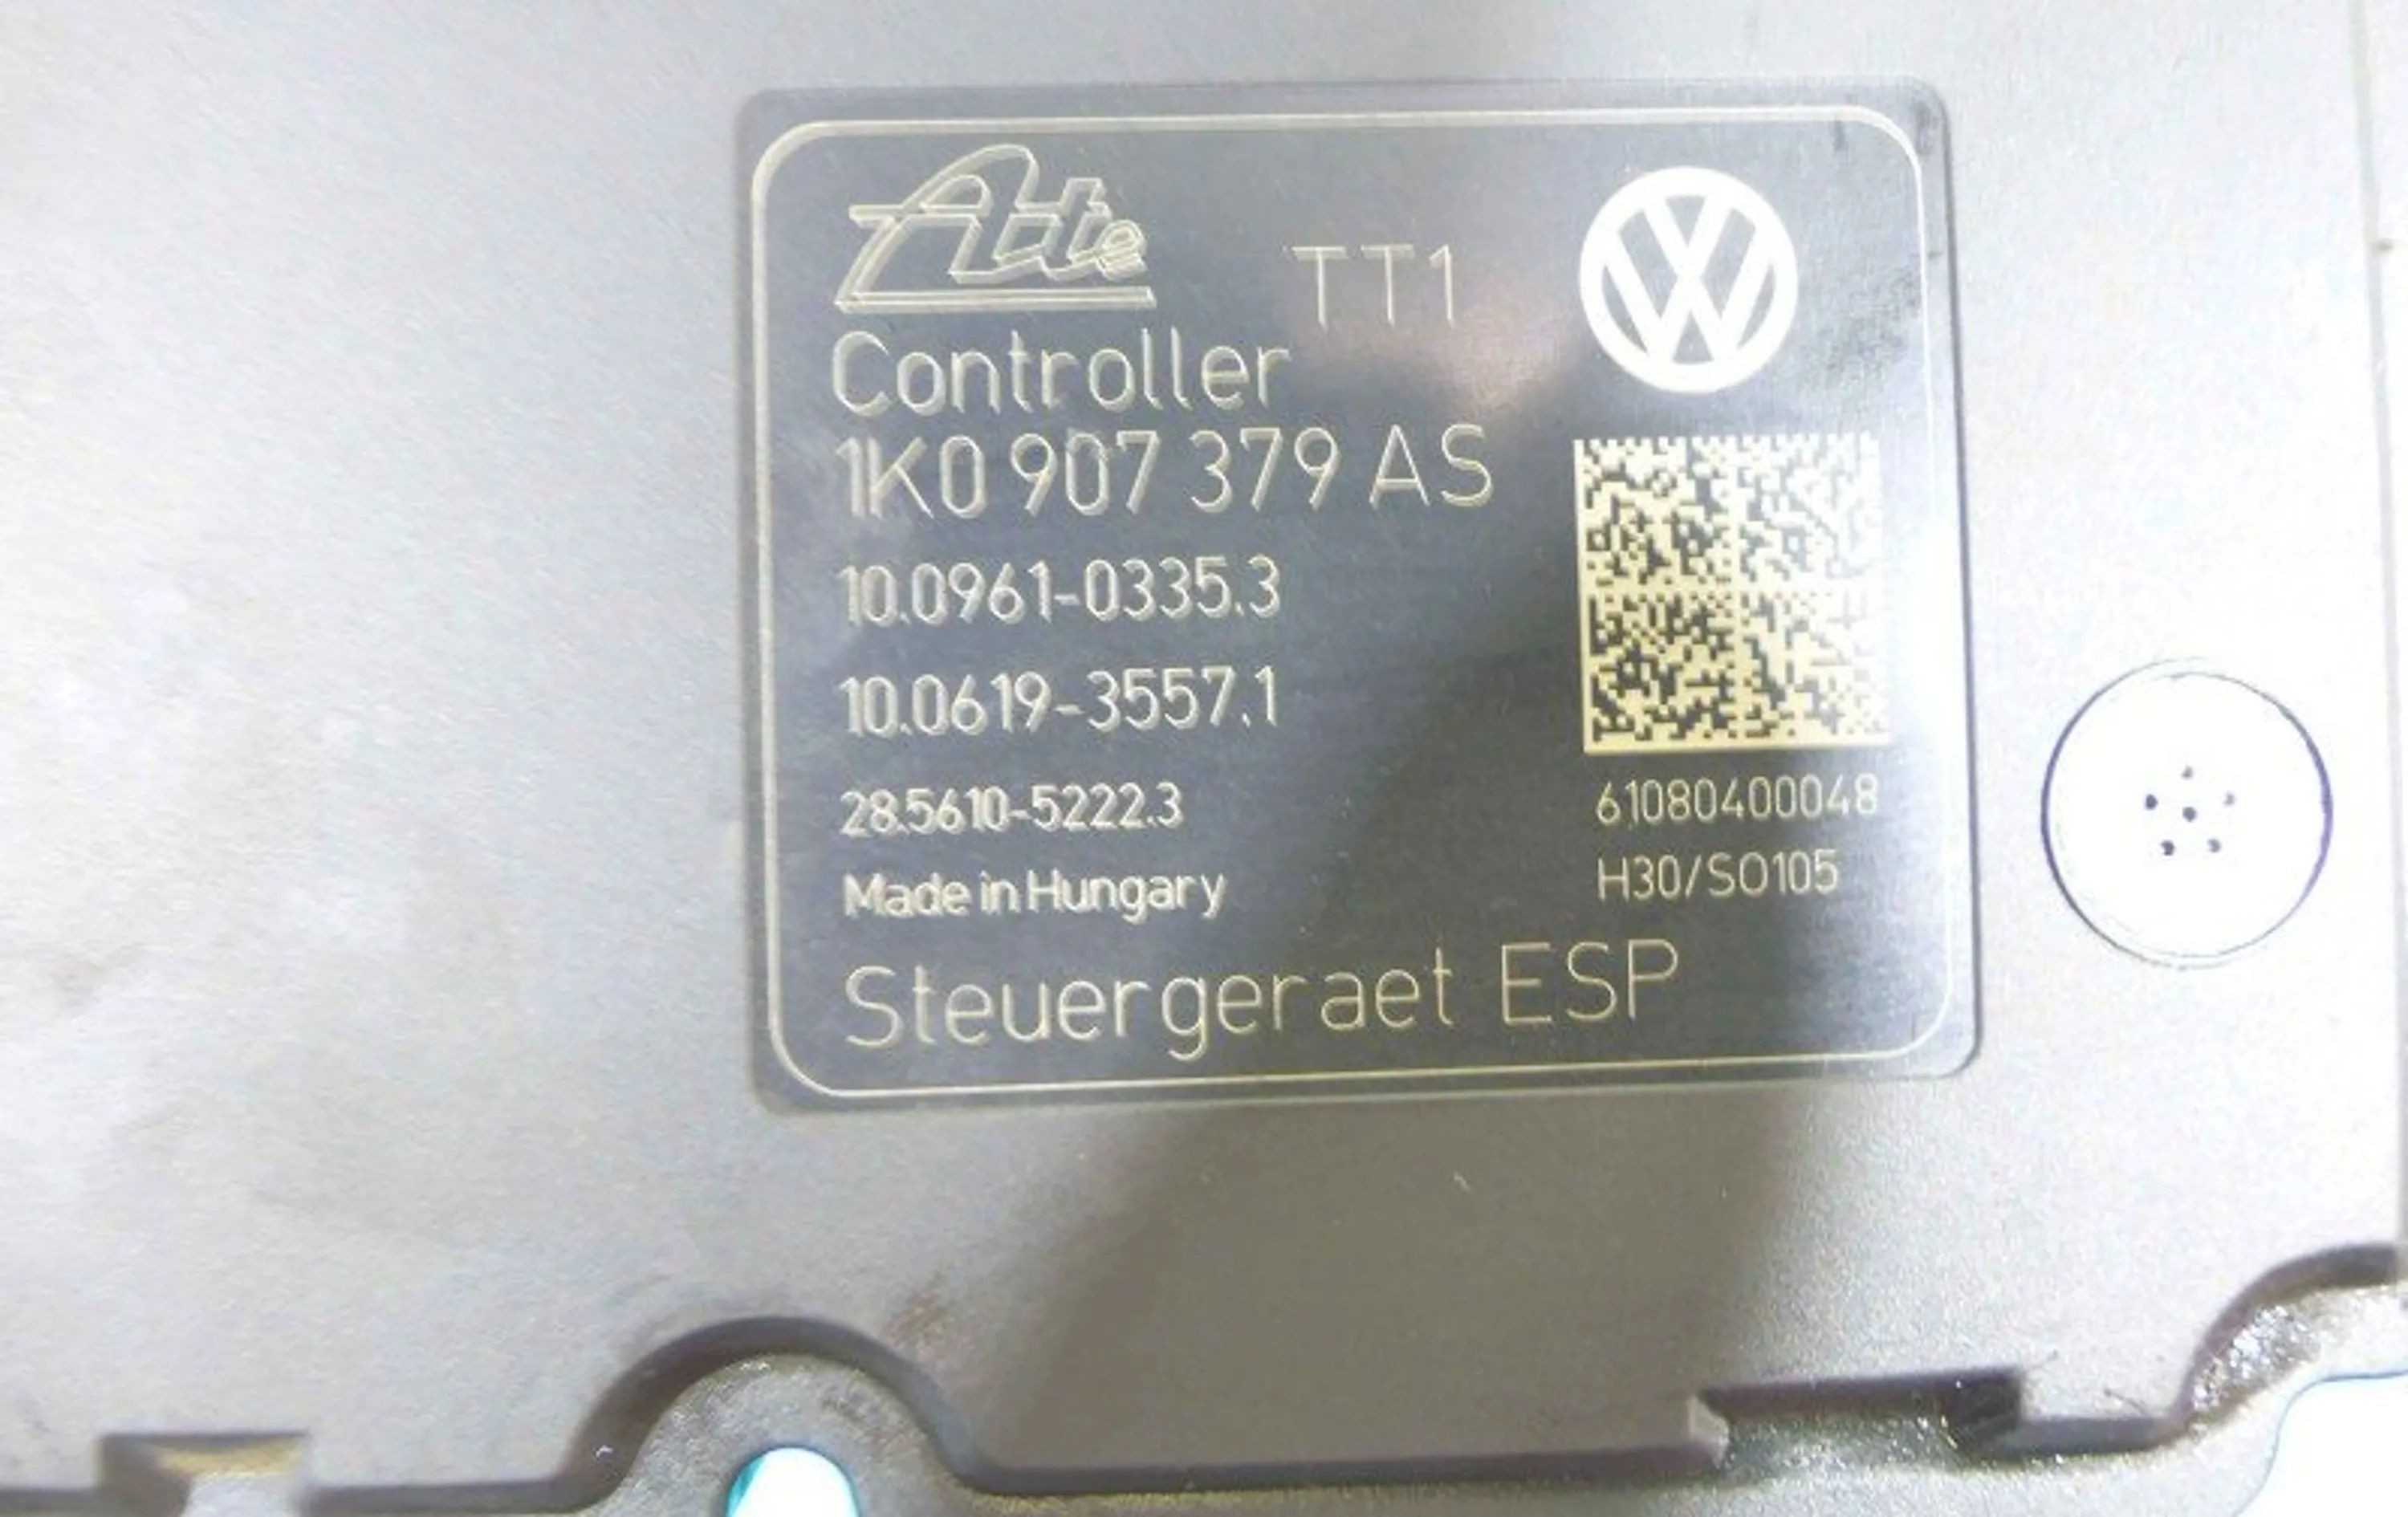 Ate
TT1
Controller
1K0 907 379 AS
10.0961-0335.3
10.0619-3557.1
28.5610-5222.3
61080400048
Made in Hungary
H30/SO105
Steuergeraet ESP